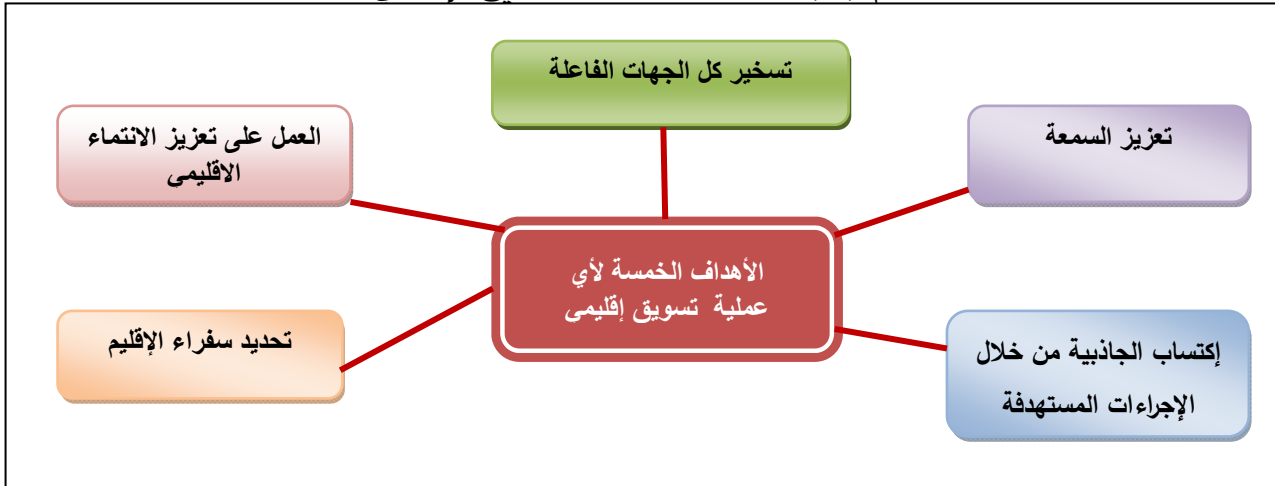 تسخير كل الجهات الفاعلة
تعزيز السمعة
العمل على تعزيز الانتماء
الاقليمى
الأهداف الخمسة لأي
عملية تسويق إقليمى
إكتساب الجاذبية من خلال
الإجراءات المستهدفة
تحديد سفراء الإقليم